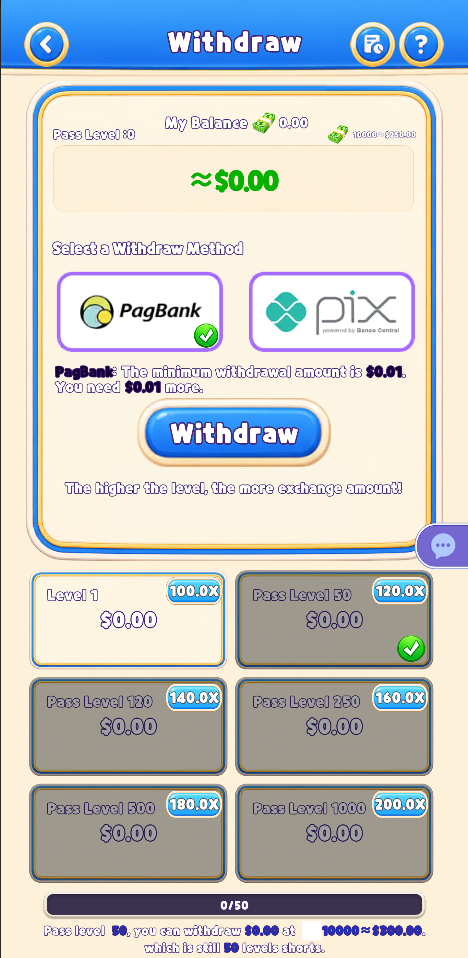 Withdraw
My Balance 0.00
Pass Level :0
10000≈$250.00
≈$0.00
Select a Withdraw Method
PagBank
pix
powered by Banco Central
PagBank: The minimum withdrawal amount is $0.01.
You need $0.01 more.
Withdraw
The higher the level, the more exchange amount!
Level 1
100.0X
$0.00
Pass Level 50
120.0X
$0.00
Pass Level 120
140.0X
$0.00
Pass Level 250
160.0X
$0.00
Pass Level 500
180.0X
$0.00
Pass Level 1000
200.0X
$0.00
0/50
Pass level 50, you can withdraw $0.00 at 10000≈$300.00.
which is still 50 levels shorts.